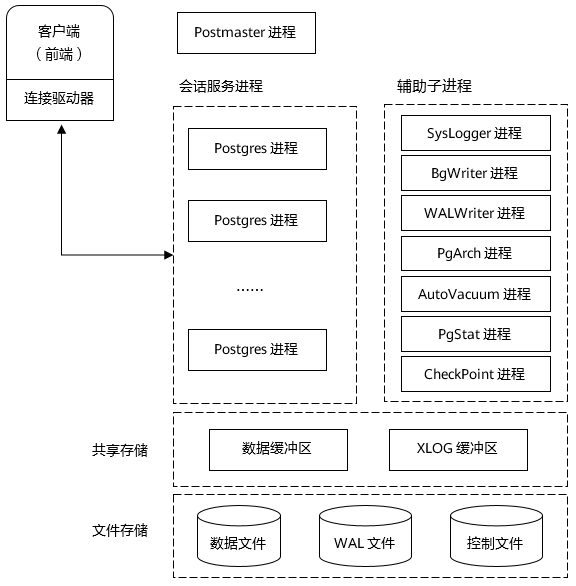 客户端
（前端）
连接驱动器
Postmaster 进程
会话服务进程
Postgres 进程
Postgres 进程
……
Postgres 进程
辅助子进程
SysLogger 进程
BgWriter 进程
WALWriter 进程
PgArch 进程
AutoVacuum 进程
PgStat 进程
CheckPoint 进程
共享存储
数据缓冲区
XLOG 缓冲区
文件存储
数据文件
WAL 文件
控制文件